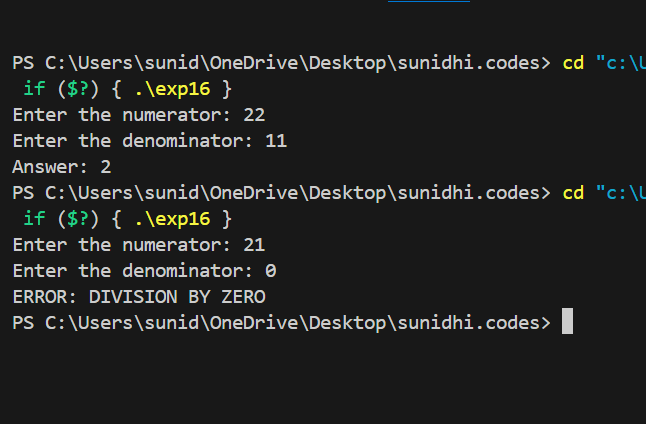 PS C:\Users\sunid\OneDrive\Desktop\sunidhi.codes> cd "c:\U
if ($?) { .\exp16 }
Enter the numerator: 22
Enter the denominator: 11
Answer: 2
PS C:\Users\sunid\OneDrive\Desktop\sunidhi.codes> cd "c:\U
if ($?) { .\exp16 }
Enter the numerator: 21
Enter the denominator: 0
ERROR: DIVISION BY ZERO
PS C:\Users\sunid\OneDrive\Desktop\sunidhi.codes>